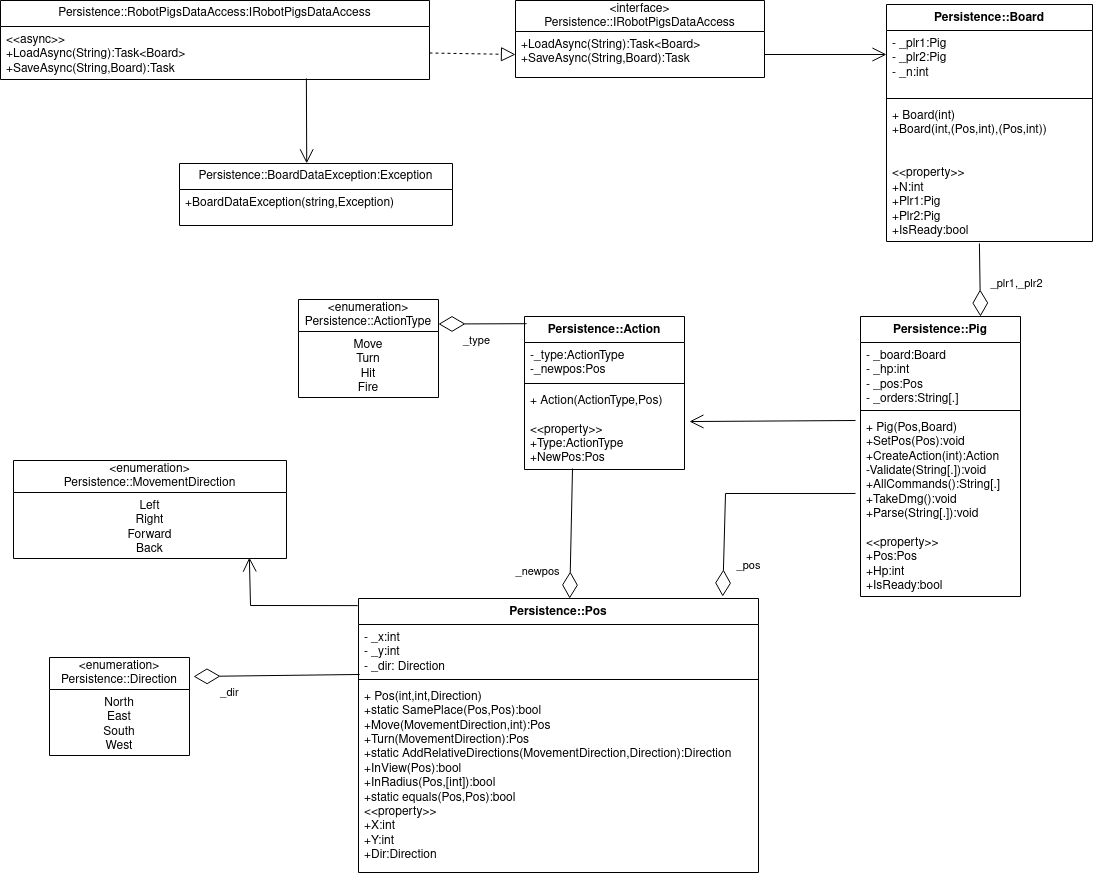 Persistence::RobotPigsDataAccess:IRobotPigsDataAccess
<<async>>
+LoadAsync(String):Task<Board>
+SaveAsync(String,Board):Task
<interface>
Persistence::IRobotPigsDataAccess
+LoadAsync(String):Task<Board>
+SaveAsync(String,Board):Task
Persistence::Board
- _plr1:Pig
- _plr2:Pig
- _n:int
+ Board(int)
+Board(int,(Pos,int),(Pos,int))
<<property>>
+N:int
+Plr1:Pig
+Plr2:Pig
+IsReady:bool
Persistence::BoardDataException:Exception
+BoardDataException(string,Exception)
_plr1,_plr2
<enumeration>
Persistence::ActionType
Move
Turn
Hit
Fire
_type
Persistence::Action
-_type:ActionType
-_newpos:Pos
+ Action(ActionType,Pos)
<<property>>
+Type:ActionType
+NewPos:Pos
Persistence::Pig
- _board:Board
- _hp:int
- _pos:Pos
- _orders:String[.]
+ Pig(Pos,Board)
+SetPos(Pos):void
+CreateAction(int):Action
-Validate(String[.]):void
+AllCommands():String[.]
+TakeDmg():void
+Parse(String[.]):void
<<property>>
+Pos:Pos
+Hp:int
+IsReady:bool
<enumeration>
Persistence::MovementDirection
Left
Right
Forward
Back
_newpos
_pos
Persistence::Pos
- _x:int
- _y:int
- _dir: Direction
+ Pos(int,int,Direction)
+static SamePlace(Pos,Pos):bool
+Move(MovementDirection,int):Pos
+Turn(MovementDirection):Pos
+static AddRelativeDirections(MovementDirection,Direction):Direction
+InView(Pos):bool
+InRadius(Pos,[int]):bool
+static equals(Pos,Pos):bool
<<property>>
+X:int
+Y:int
+Dir:Direction
<enumeration>
Persistence::Direction
North
East
South
West
_dir